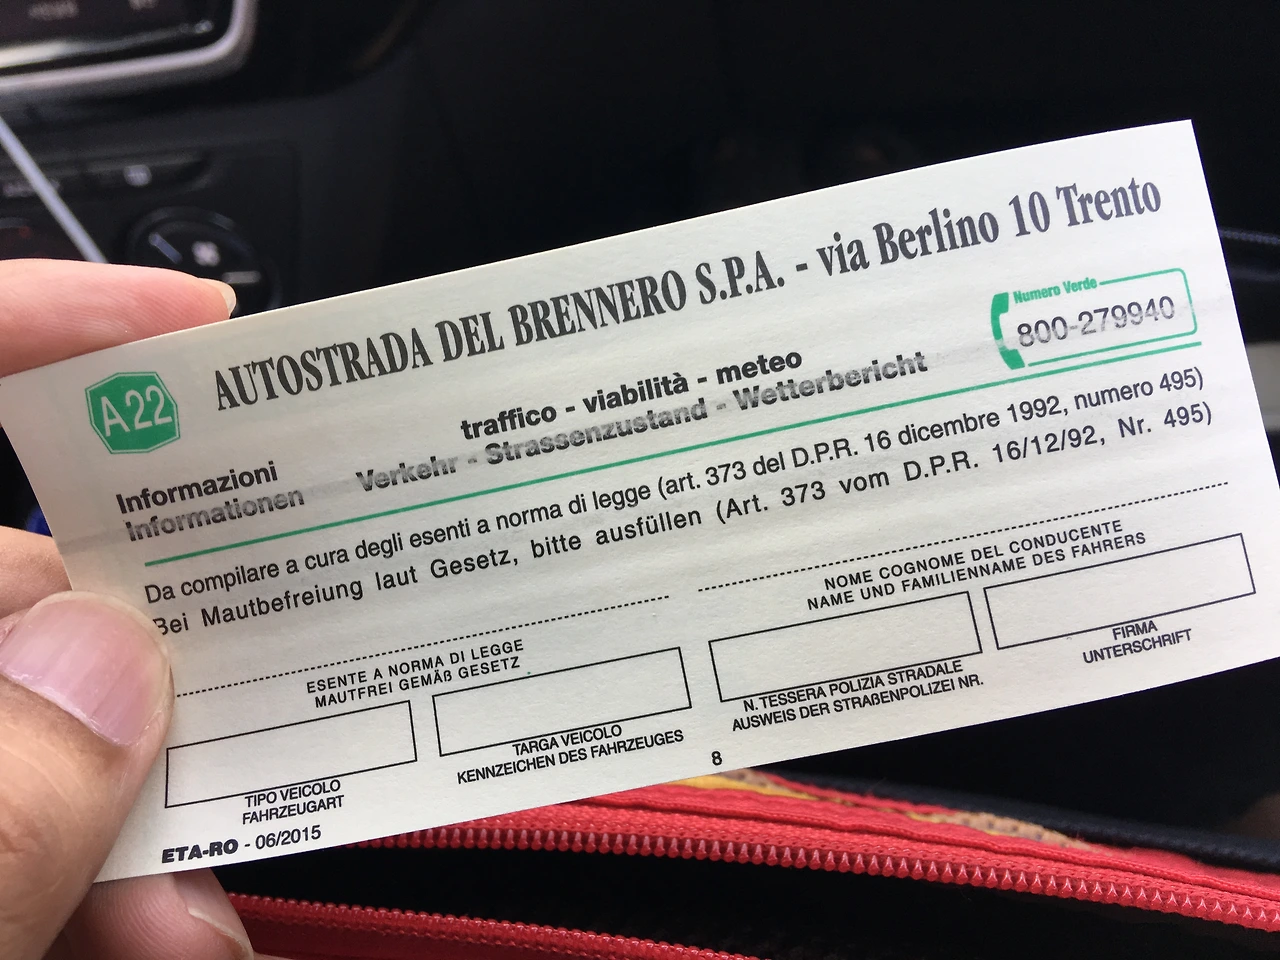 AUTOSTRADA DEL BRENNERO S.P.A. - via Berlino 10 Trento
A22
Informazioni traffico - viabilità - meteo
Informationen Verkehr - Strassenzustand - Wetterbericht
Numero Verde
800-279940
Da compilare a cura degli esenti a norma di legge (art. 373 del D.P.R. 16 dicembre 1992, numero 495)
Bei Mautbefreiung laut Gesetz, bitte ausfüllen (Art. 373 vom D.P.R. 16/12/92, Nr. 495)
ESENTE A NORMA DI LEGGE
MAUTFREI GEMÄß GESETZ
NOME COGNOME DEL CONDUCENTE
NAME UND FAMILIENNAME DES FAHRERS
TIPO VEICOLO
FAHRZEUGART
TARGA VEICOLO
KENNZEICHEN DES FAHRZEUGES
N. TESSERA POLIZIA STRADALE
AUSWEIS DER STRAßENPOLIZEI NR.
FIRMA
UNTERSCHRIFT
ETA-RO - 06/2015
8